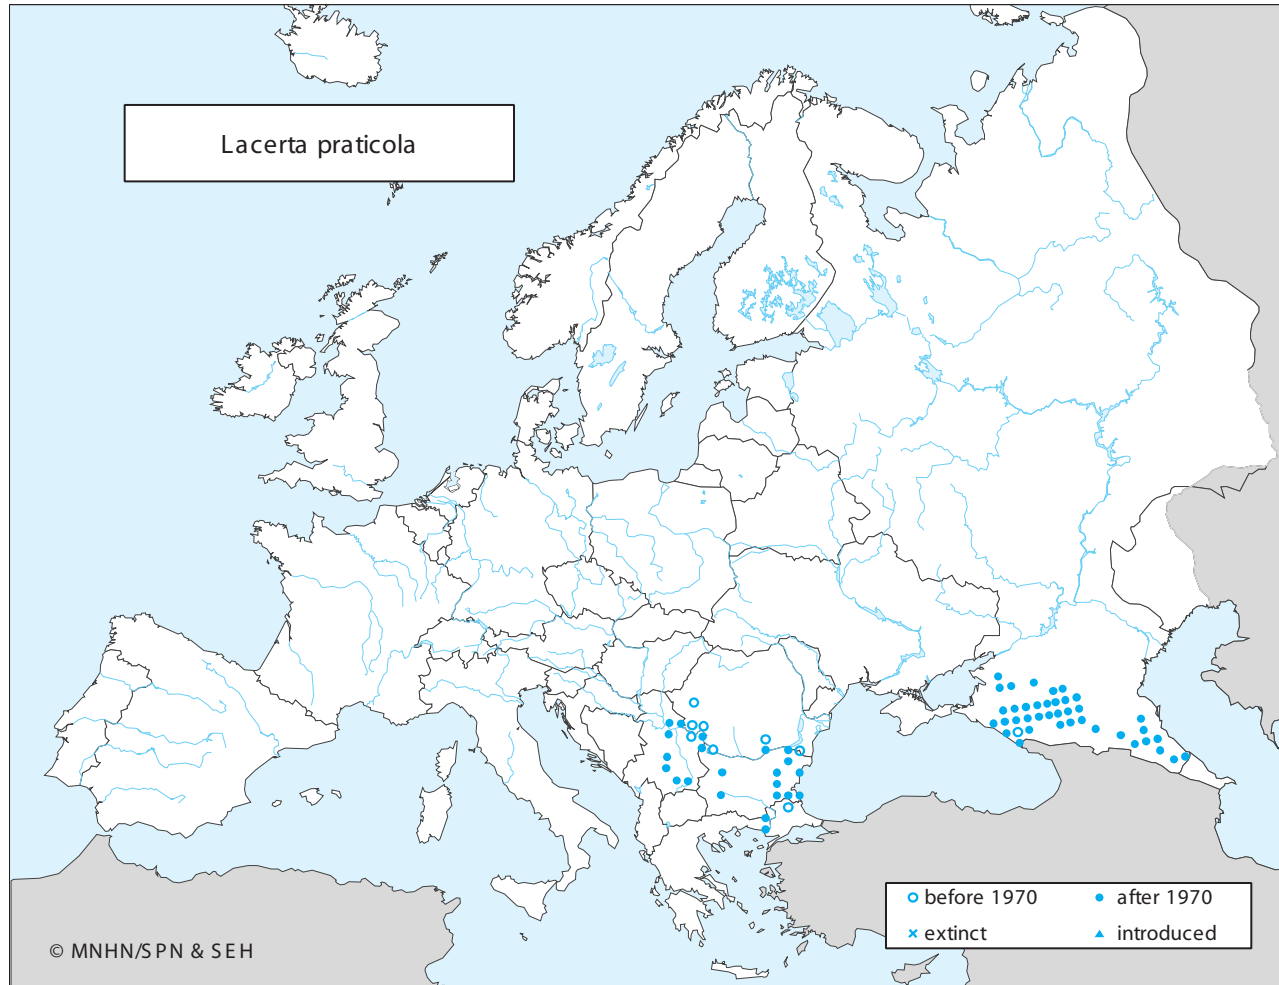 Lacerta praticola
before 1970
after 1970
extinct
introduced
© MNHN/SPN & SEH